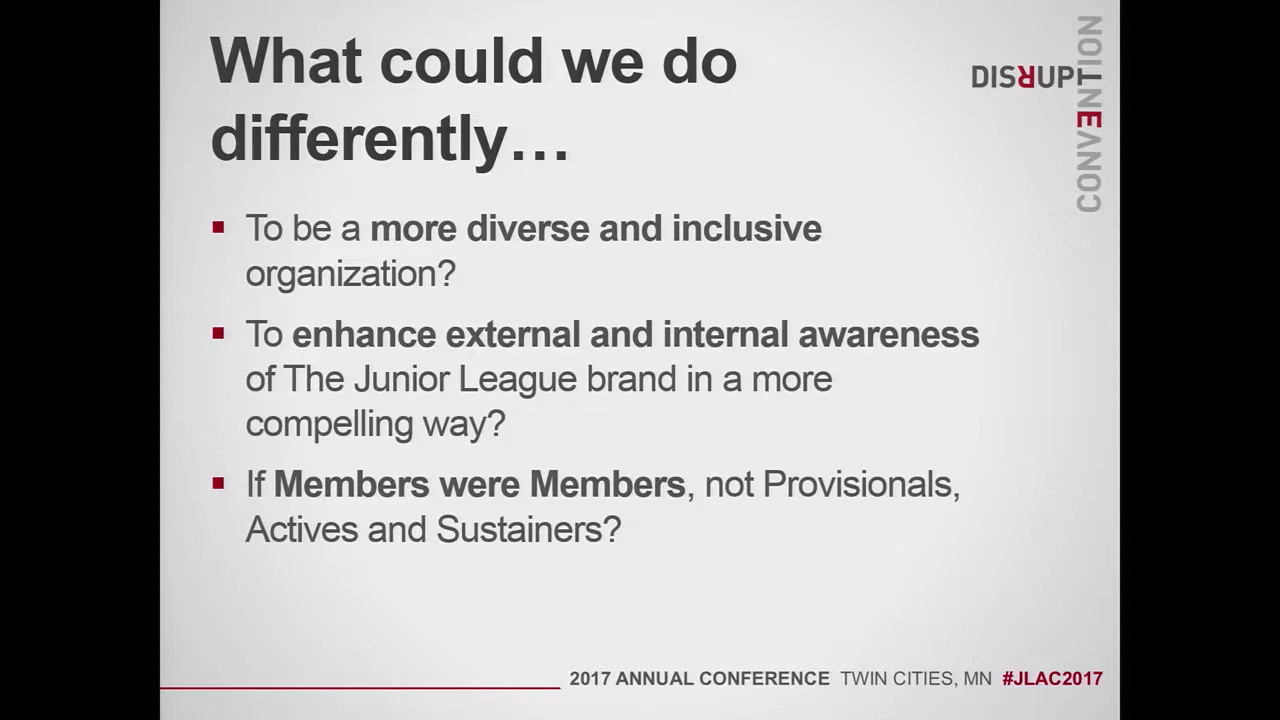 What could we do
differently…
DISRUPT
CONVENTION
▪ To be a more diverse and inclusive
organization?
▪ To enhance external and internal awareness
of The Junior League brand in a more
compelling way?
▪ If Members were Members, not Provisionals,
Actives and Sustainers?
2017 ANNUAL CONFERENCE TWIN CITIES, MN #JLAC2017